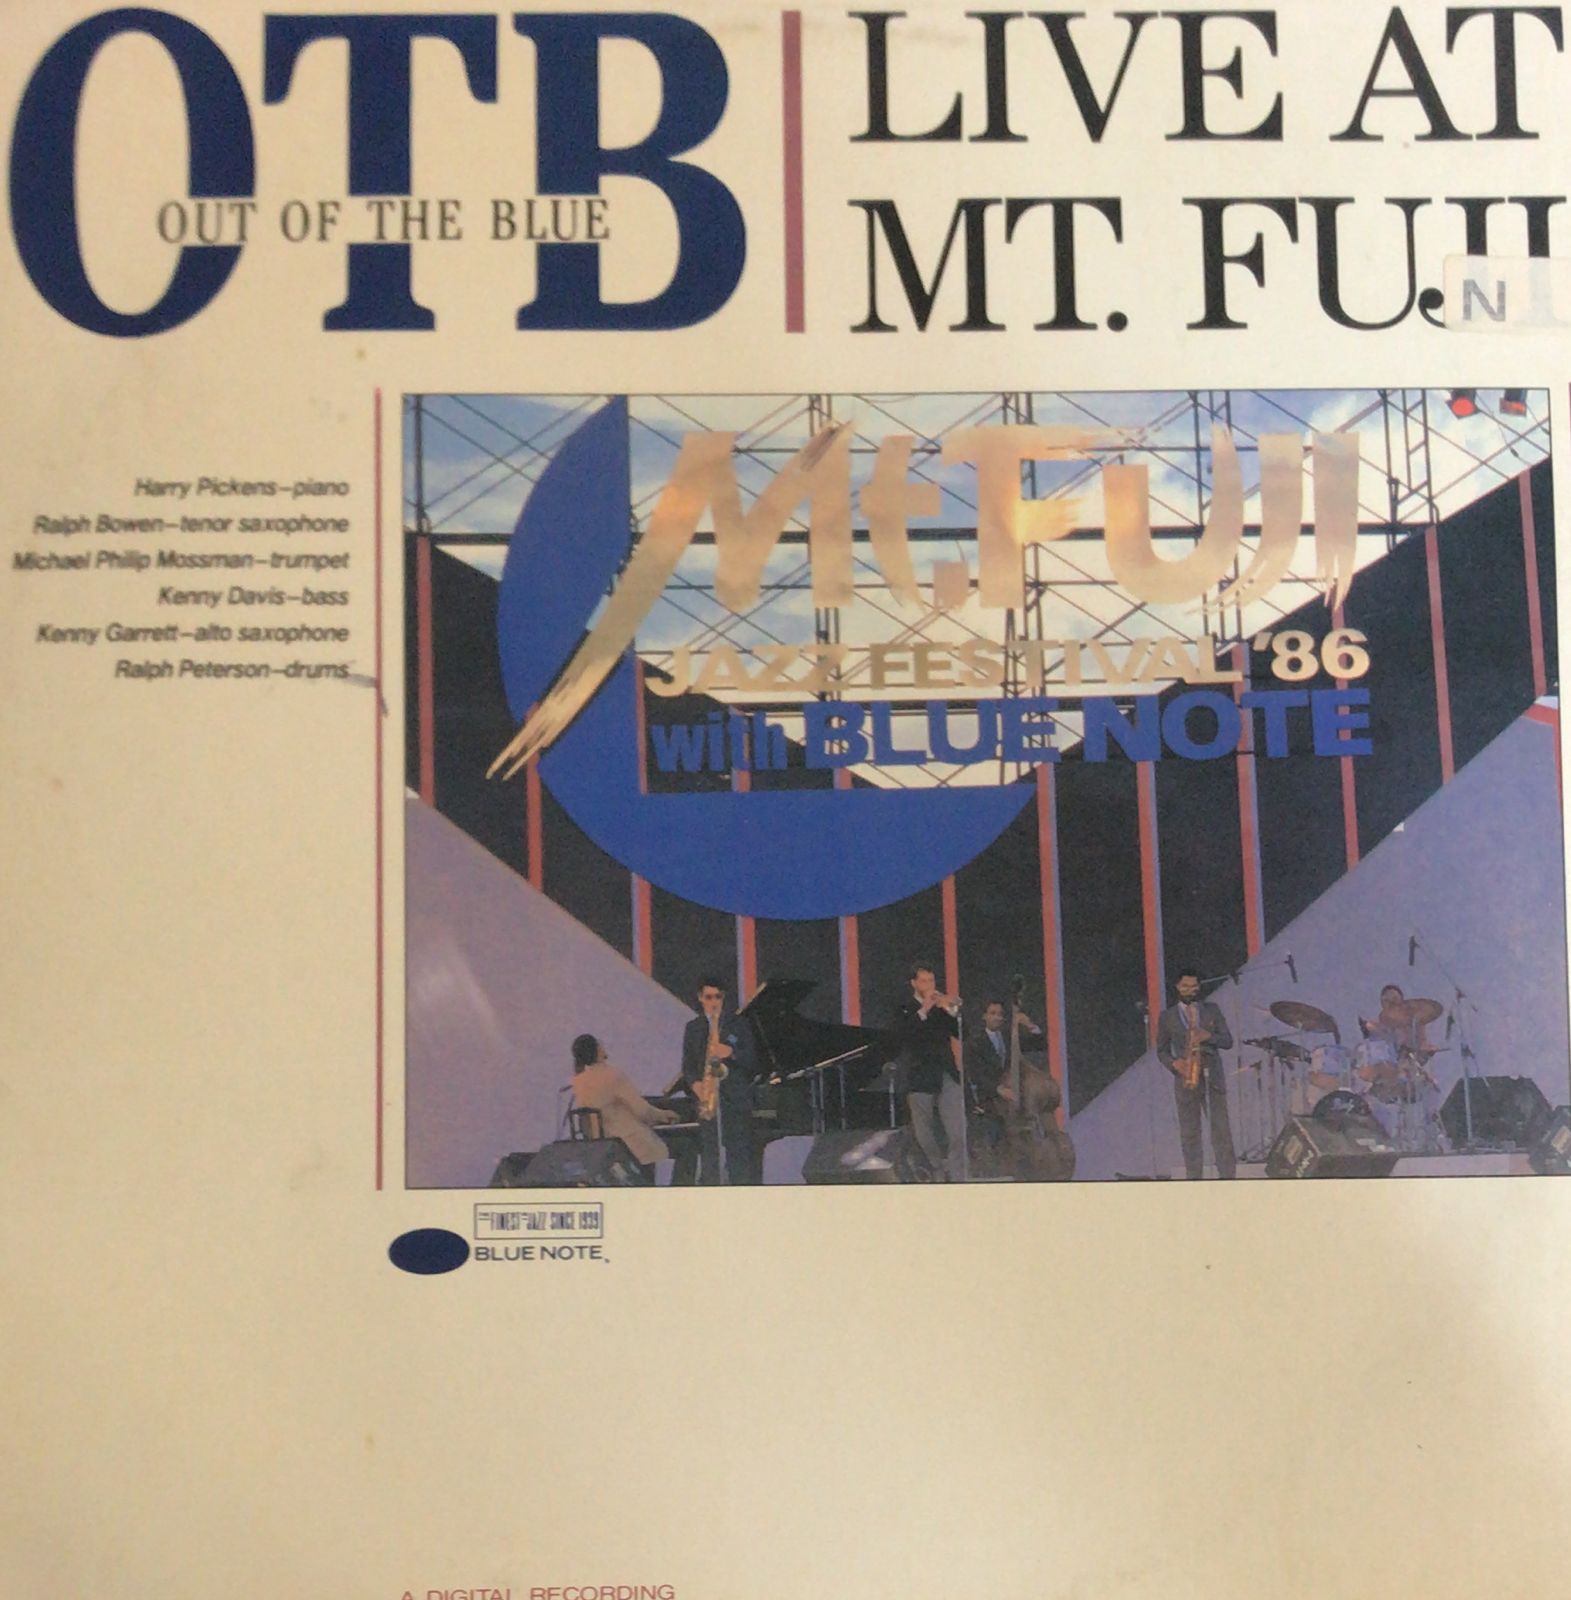 OTB
OUT OF THE BLUE
LIVE AT
MT. FUJI
N
Harry Pickens–piano
Ralph Bowen–tenor saxophone
Michael Philip Mossman–trumpet
Kenny Davis–bass
Kenny Garrett–alto saxophone
Ralph Peterson–drums
Mt.Fuji
JAZZ FESTIVAL '86
with BLUE NOTE
THE FINEST IN JAZZ SINCE 1939
BLUE NOTE
A DIGITAL RECORDING